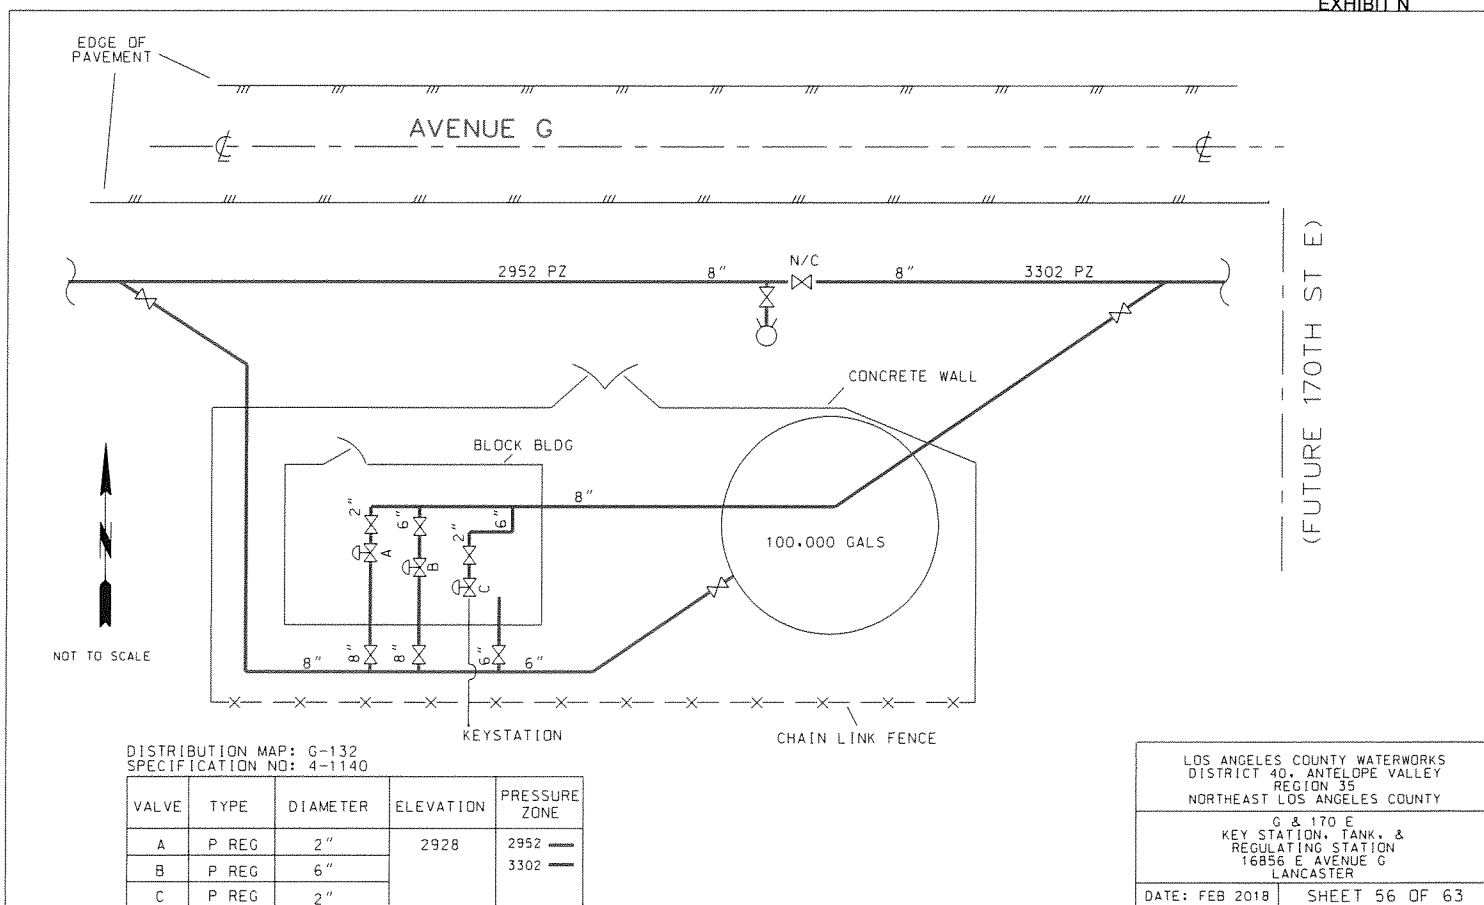 EXHIBIT N
EDGE OF
PAVEMENT
AVENUE G
℄
℄
(FUTURE 170TH ST E)
2952 PZ
8"
N/C
8"
3302 PZ
CONCRETE WALL
BLOCK BLDG
8"
2"
6"
2"
6"
A
B
C
100,000 GALS
N
NOT TO SCALE
8"
8"
8"
6"
6"
KEYSTATION
CHAIN LINK FENCE
DISTRIBUTION MAP: G-132
SPECIFICATION NO: 4-1140
VALVE TYPE DIAMETER ELEVATION PRESSURE ZONE
A P REG 2" 2928 2952
B P REG 6" 3302
C P REG 2"
LOS ANGELES COUNTY WATERWORKS
DISTRICT 40, ANTELOPE VALLEY
REGION 35
NORTHEAST LOS ANGELES COUNTY
G & 170 E
KEY STATION, TANK, &
REGULATING STATION
16856 E AVENUE G
LANCASTER
DATE: FEB 2018 SHEET 56 OF 63